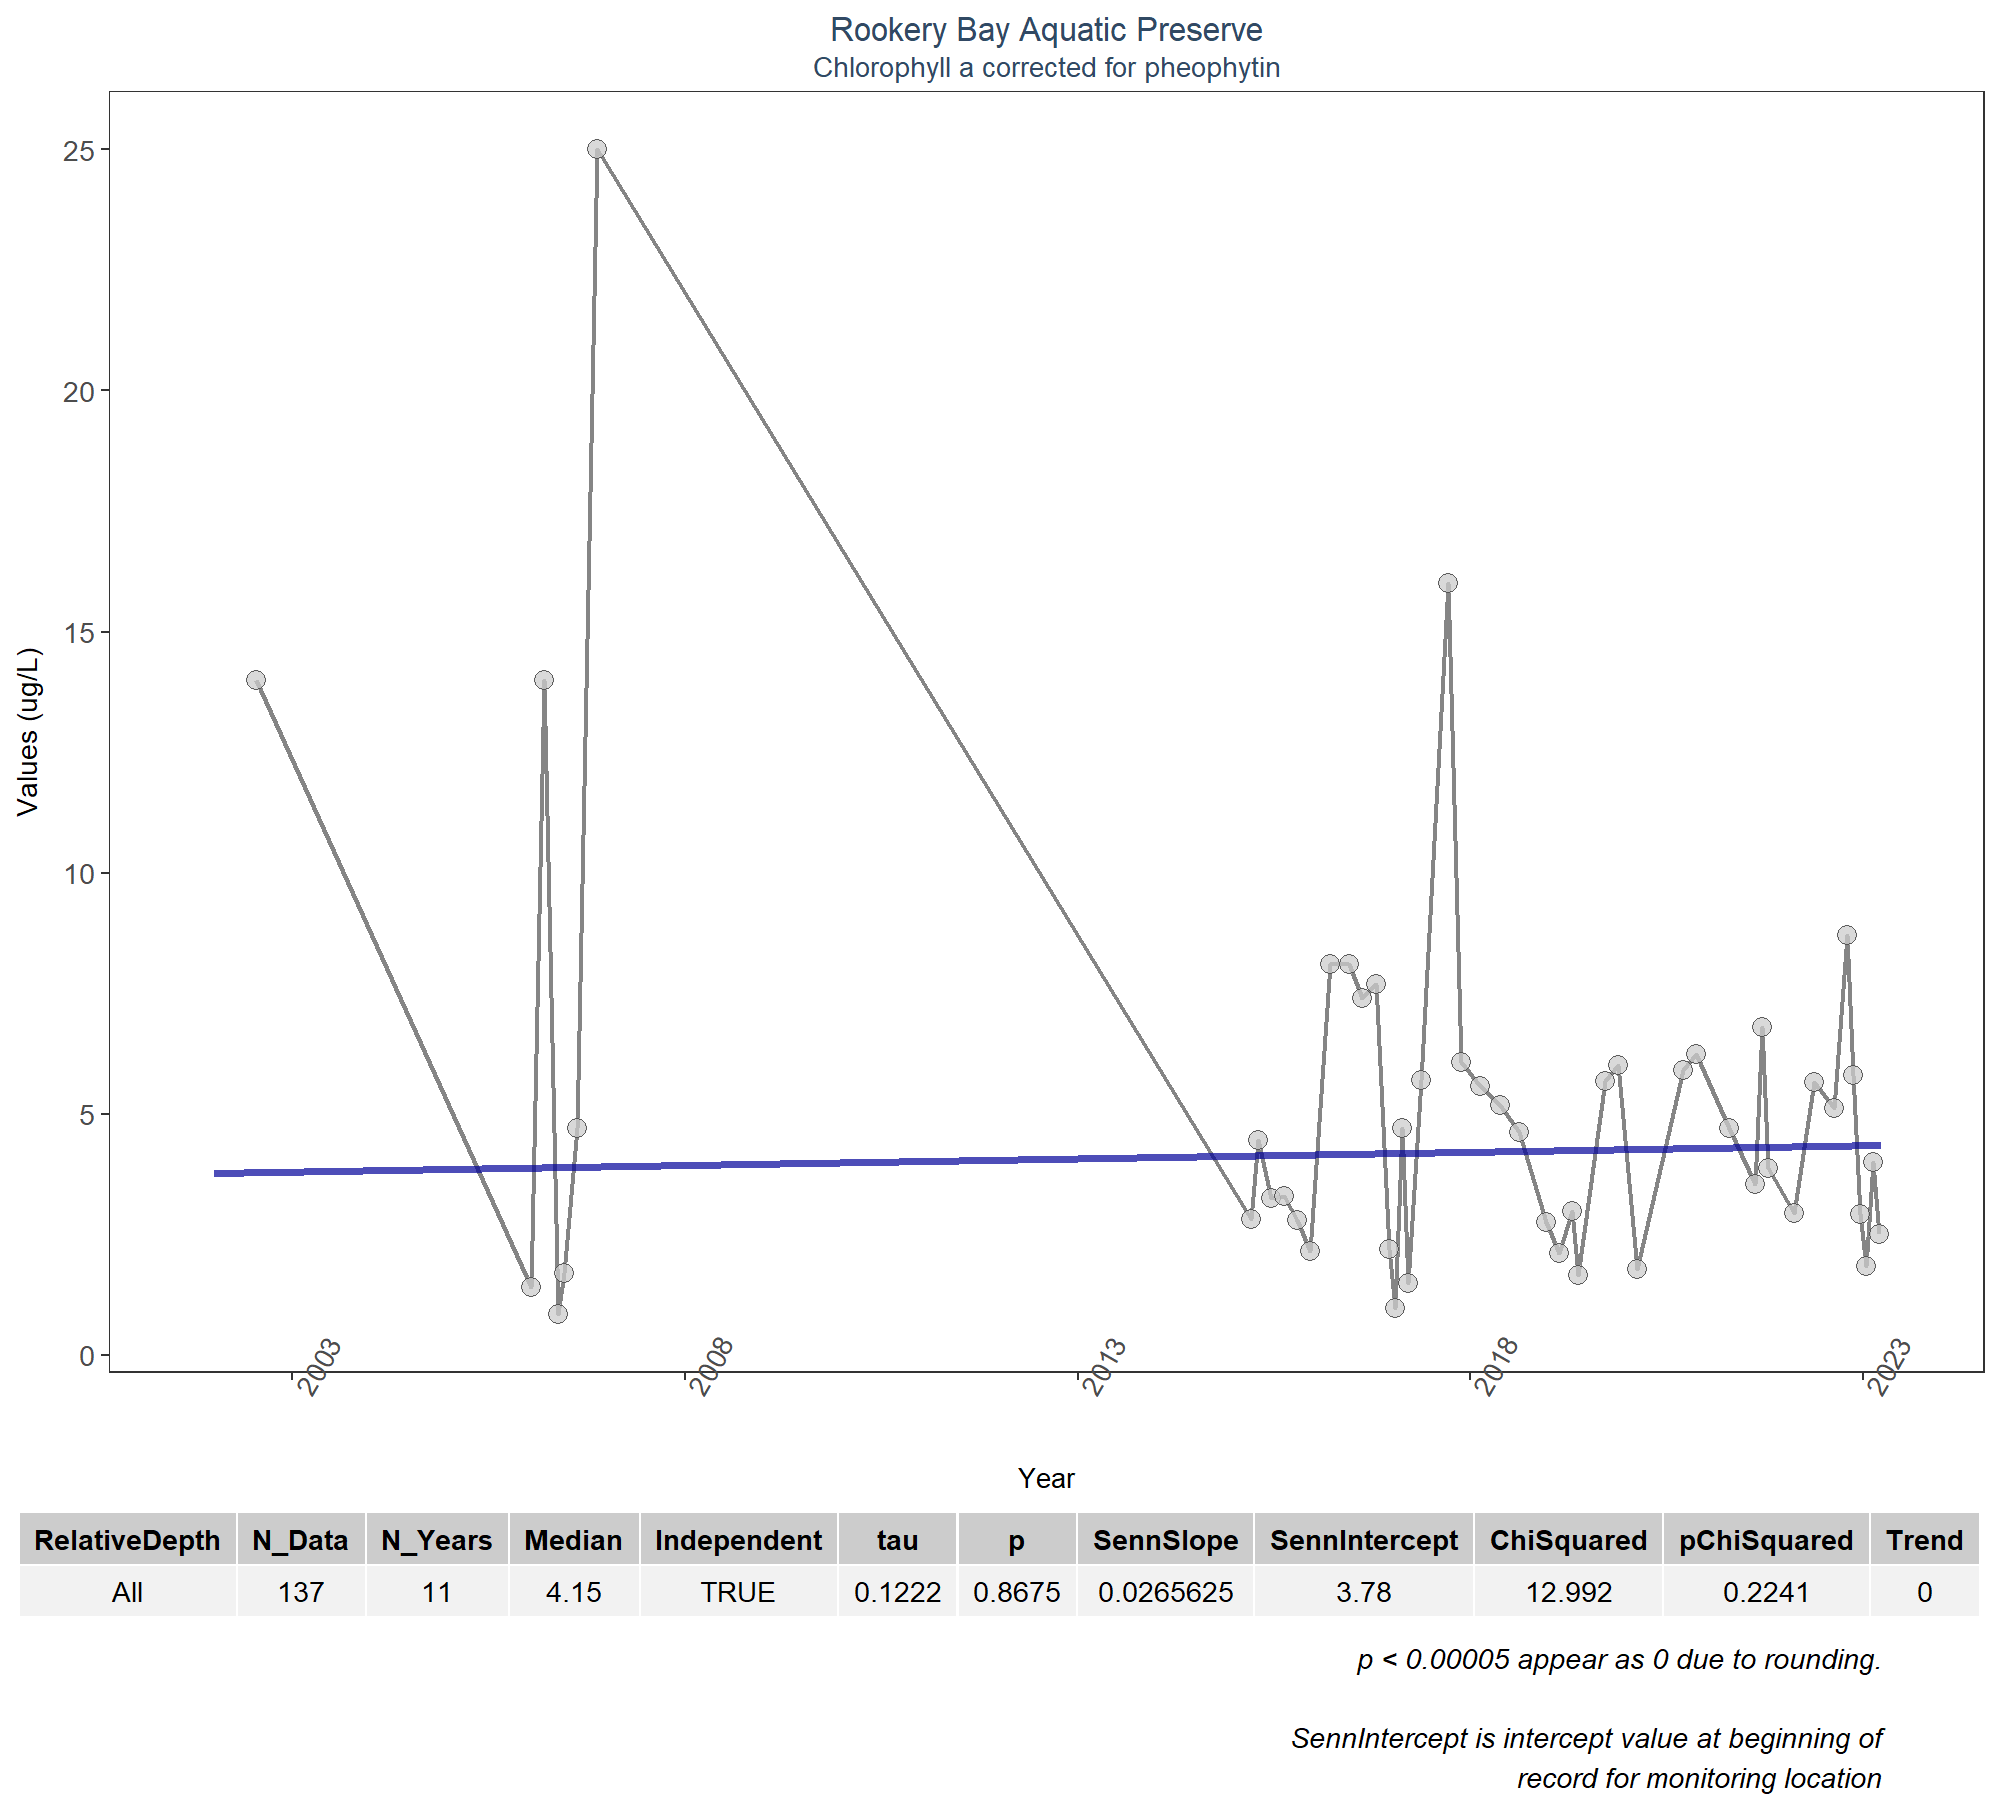 Rookery Bay Aquatic Preserve
Chlorophyll a corrected for pheophytin
Values (ug/L)
25
20
15
10
5
0
2003
2008
2013
2018
2023
Year
RelativeDepth N_Data N_Years Median Independent tau p SennSlope SennIntercept ChiSquared pChiSquared Trend
All 137 11 4.15 TRUE 0.1222 0.8675 0.0265625 3.78 12.992 0.2241 0
p < 0.00005 appear as 0 due to rounding.
SennIntercept is intercept value at beginning of
record for monitoring location